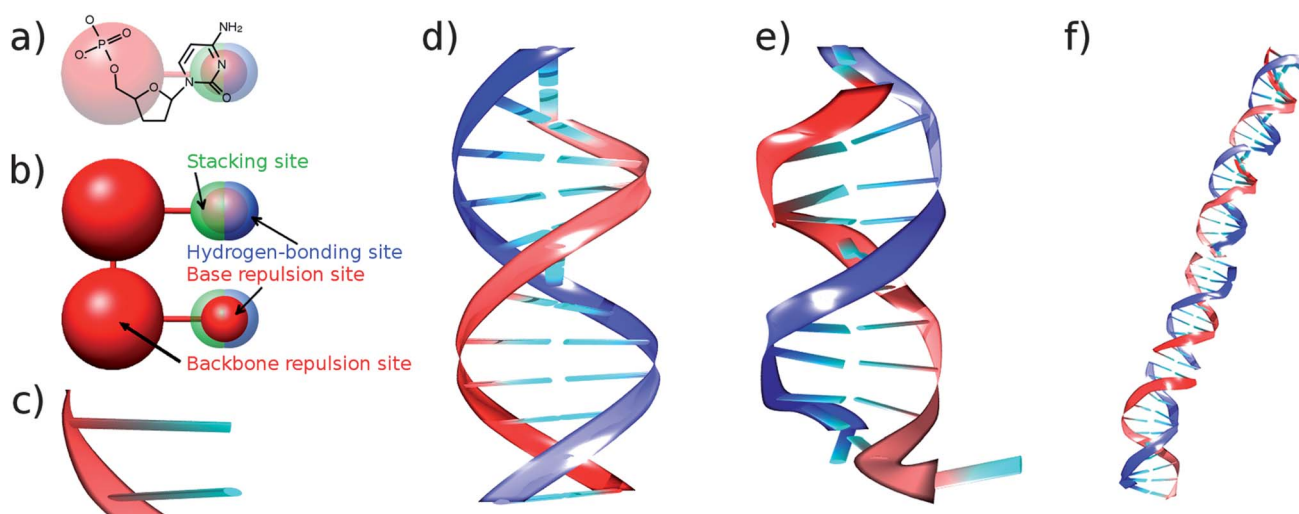 a)
O⁻
O
P
O⁻
O
O
NH₂
N
N
O
b)
Stacking site
Hydrogen-bonding site
Base repulsion site
Backbone repulsion site
c)
d)
e)
f)